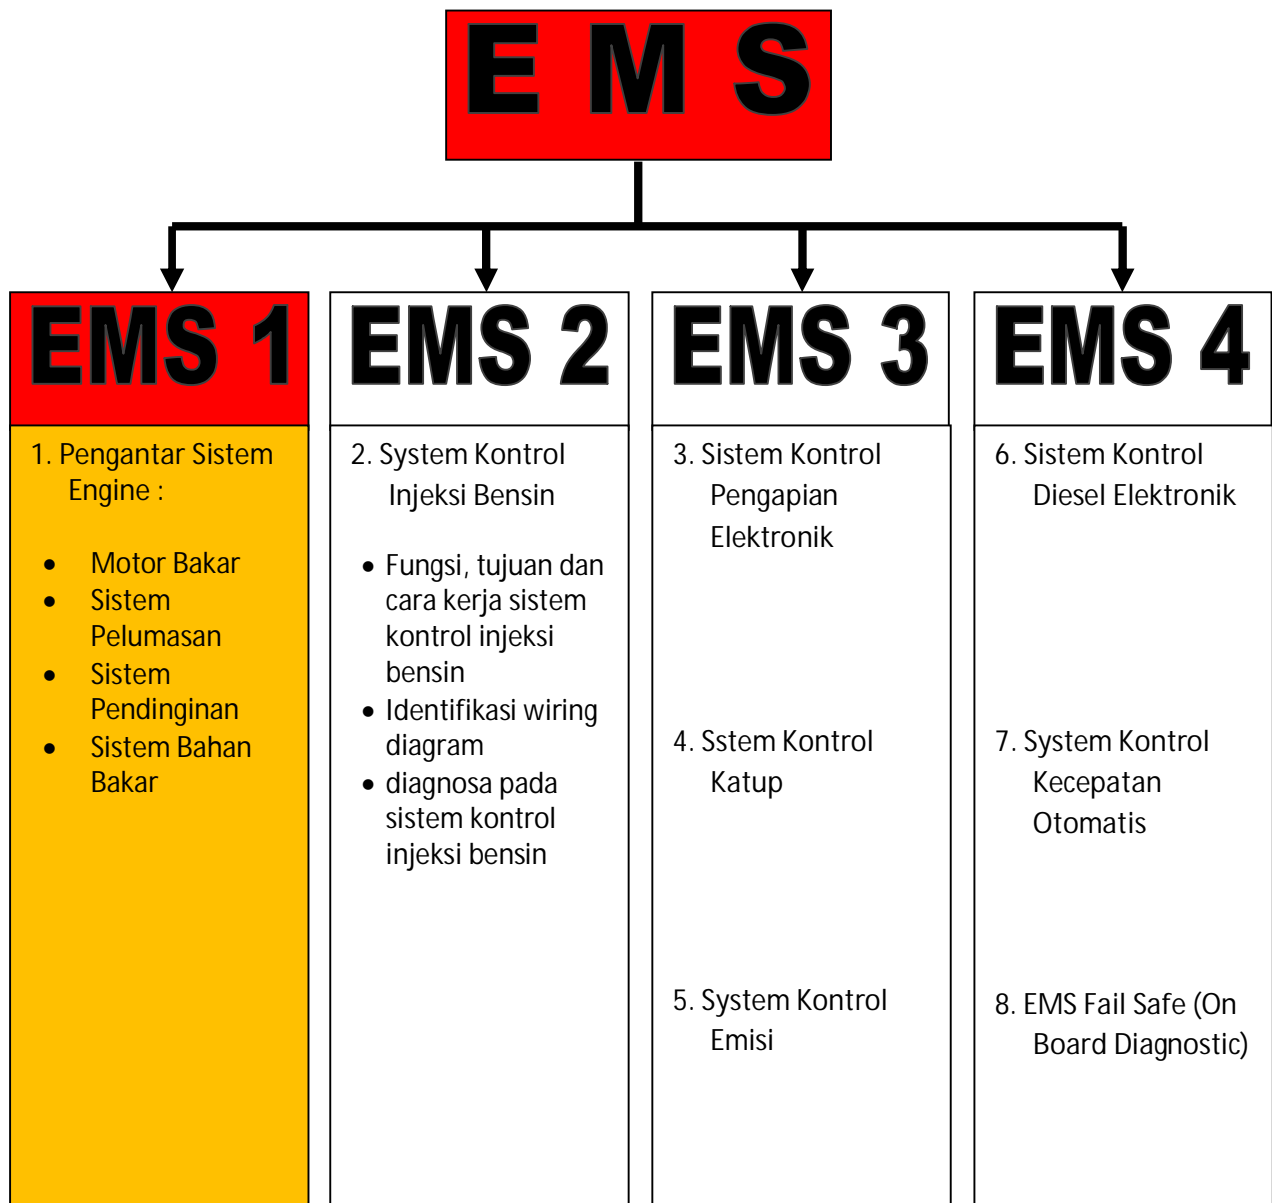 E M S
EMS 1
1. Pengantar Sistem
Engine :
• Motor Bakar
• Sistem
Pelumasan
• Sistem
Pendinginan
• Sistem Bahan
Bakar
EMS 2
2. System Kontrol
Injeksi Bensin
• Fungsi, tujuan dan
cara kerja sistem
kontrol injeksi
bensin
• Identifikasi wiring
diagram
• diagnosa pada
sistem kontrol
injeksi bensin
EMS 3
3. Sistem Kontrol
Pengapian
Elektronik
4. Sstem Kontrol
Katup
5. System Kontrol
Emisi
EMS 4
6. Sistem Kontrol
Diesel Elektronik
7. System Kontrol
Kecepatan
Otomatis
8. EMS Fail Safe (On
Board Diagnostic)